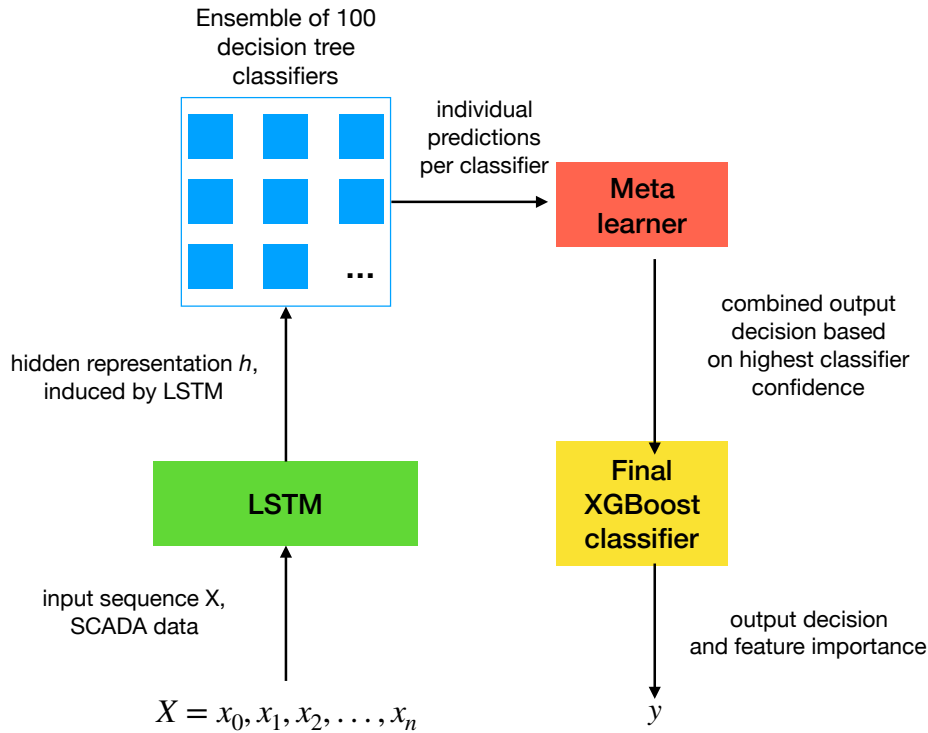 Ensemble of 100
decision tree
classifiers
individual
predictions
per classifier
Meta
learner
...
combined output
decision based
on highest classifier
confidence
hidden representation h,
induced by LSTM
LSTM
Final
XGBoost
classifier
input sequence X,
SCADA data
output decision
and feature importance
X = x₀, x₁, x₂, . . . , xₙ
y